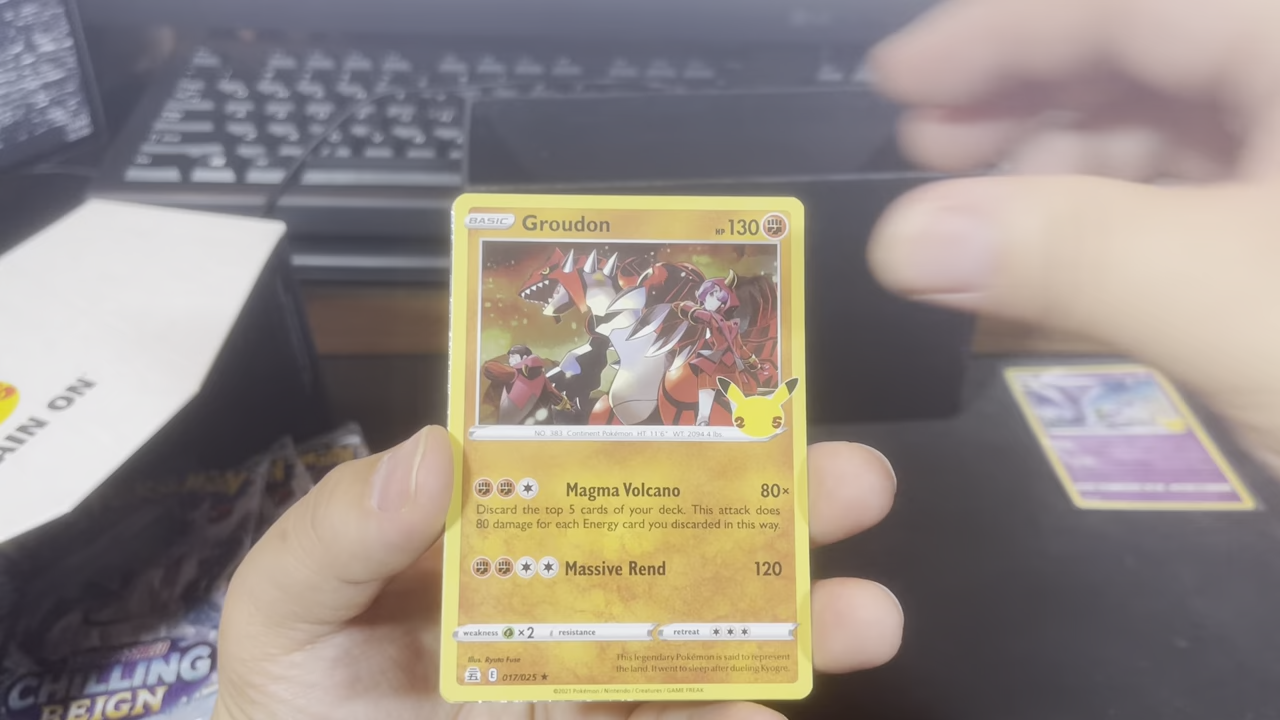 BASIC Groudon HP 130
25
NO. 383 Continent Pokémon HT: 11'6" WT: 2094.4 lbs.
Magma Volcano 80×
Discard the top 5 cards of your deck. This attack does
80 damage for each Energy card you discarded in this way.
Massive Rend 120
weakness ×2 resistance retreat
Illus. Ryota Fuse
This legendary Pokémon is said to represent
the land. It went to sleep after dueling Kyogre.
E 017/025 ★
©2021 Pokémon / Nintendo / Creatures / GAME FREAK
AIN ON
CHILLING
REIGN